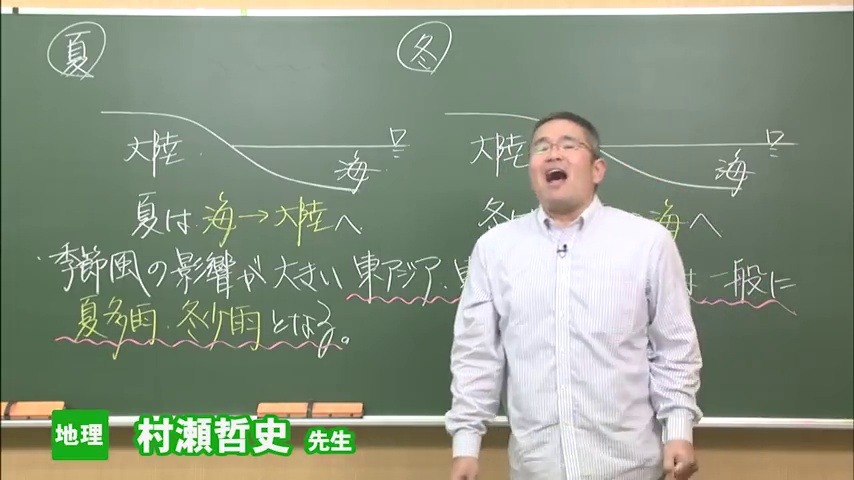 夏
冬
大陸
海
大陸
海
夏は 海→大陸へ
冬は 海へ
季節風の影響が大きい東アジア・東 は一般に
夏多雨・冬少雨となる。
地理 村瀬哲史 先生